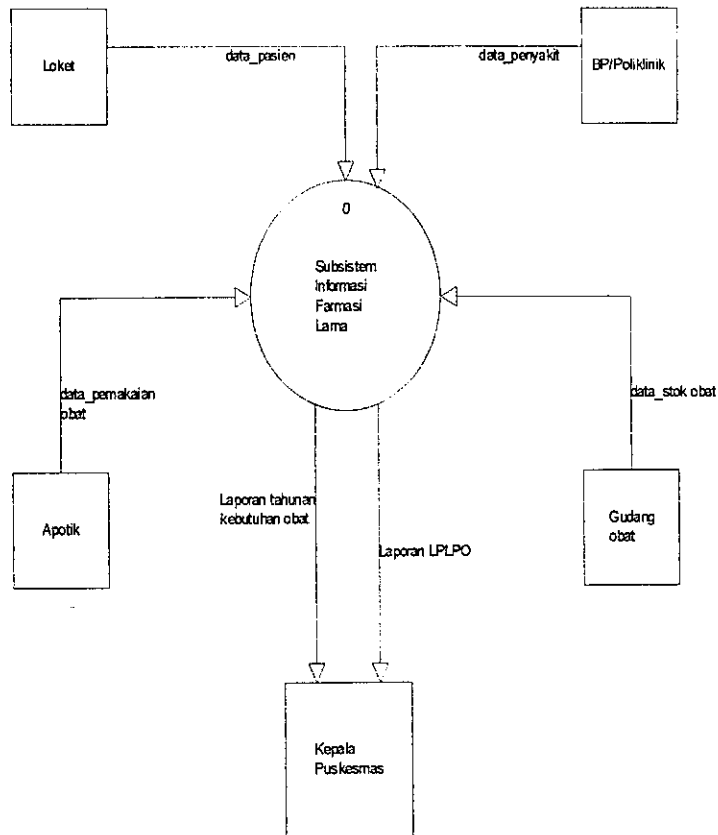 Loket
data_pasien
data_penyakit
BP/Poliklinik
0
Subsistem
Informasi
Farmasi
Lama
data_pemakaian
obat
data_stok obat
Apotik
Laporan tahunan
kebutuhan obat
Laporan LPLPO
Gudang
obat
Kepala
Puskesmas